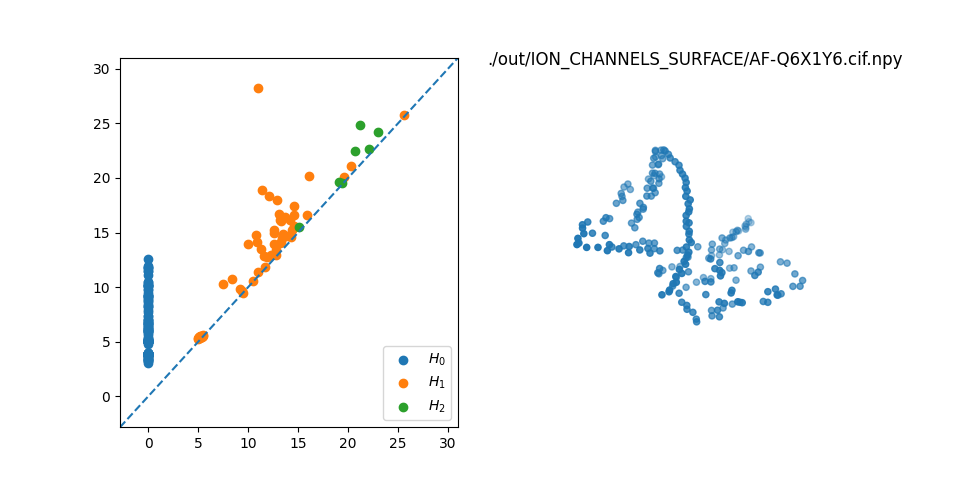 ./out/ION_CHANNELS_SURFACE/AF-Q6X1Y6.cif.npy
30
25
20
15
10
5
0
H₀
H₁
H₂
0 5 10 15 20 25 30